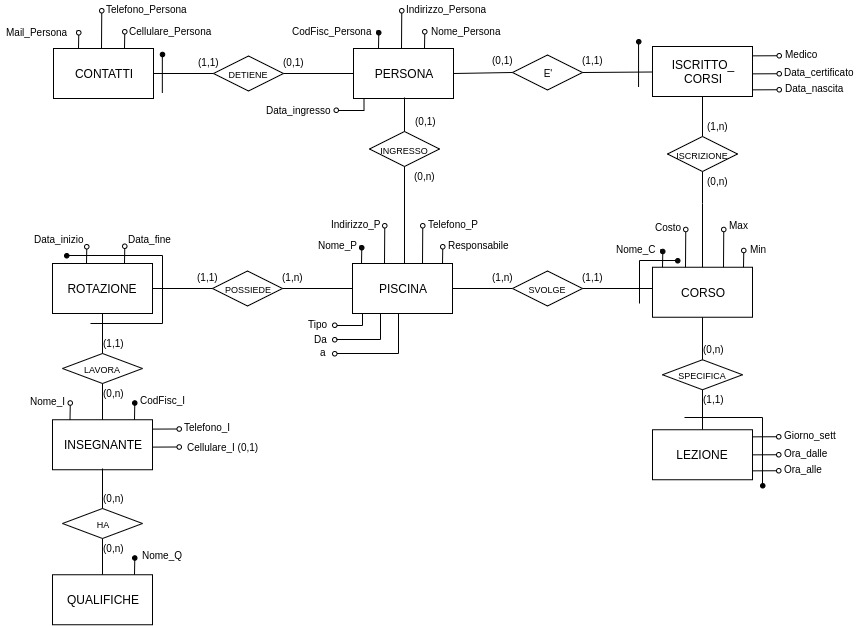 Telefono_Persona
Indirizzo_Persona
Mail_Persona
Cellulare_Persona
CodFisc_Persona
Nome_Persona
CONTATTI
(1,1)
DETIENE
(0,1)
PERSONA
(0,1)
E'
(1,1)
ISCRITTO_
CORSI
Medico
Data_certificato
Data_nascita
Data_ingresso
(0,1)
INGRESSO
(0,n)
(1,n)
ISCRIZIONE
(0,n)
Indirizzo_P
Telefono_P
Nome_P
Responsabile
Data_inizio
Data_fine
Costo
Max
Nome_C
Min
ROTAZIONE
(1,1)
POSSIEDE
(1,n)
PISCINA
(1,n)
SVOLGE
(1,1)
CORSO
Tipo
Da
a
(1,1)
LAVORA
(0,n)
(0,n)
SPECIFICA
(1,1)
Nome_I
CodFisc_I
INSEGNANTE
Telefono_I
Cellulare_I (0,1)
LEZIONE
Giorno_sett
Ora_dalle
Ora_alle
(0,n)
HA
(0,n)
Nome_Q
QUALIFICHE